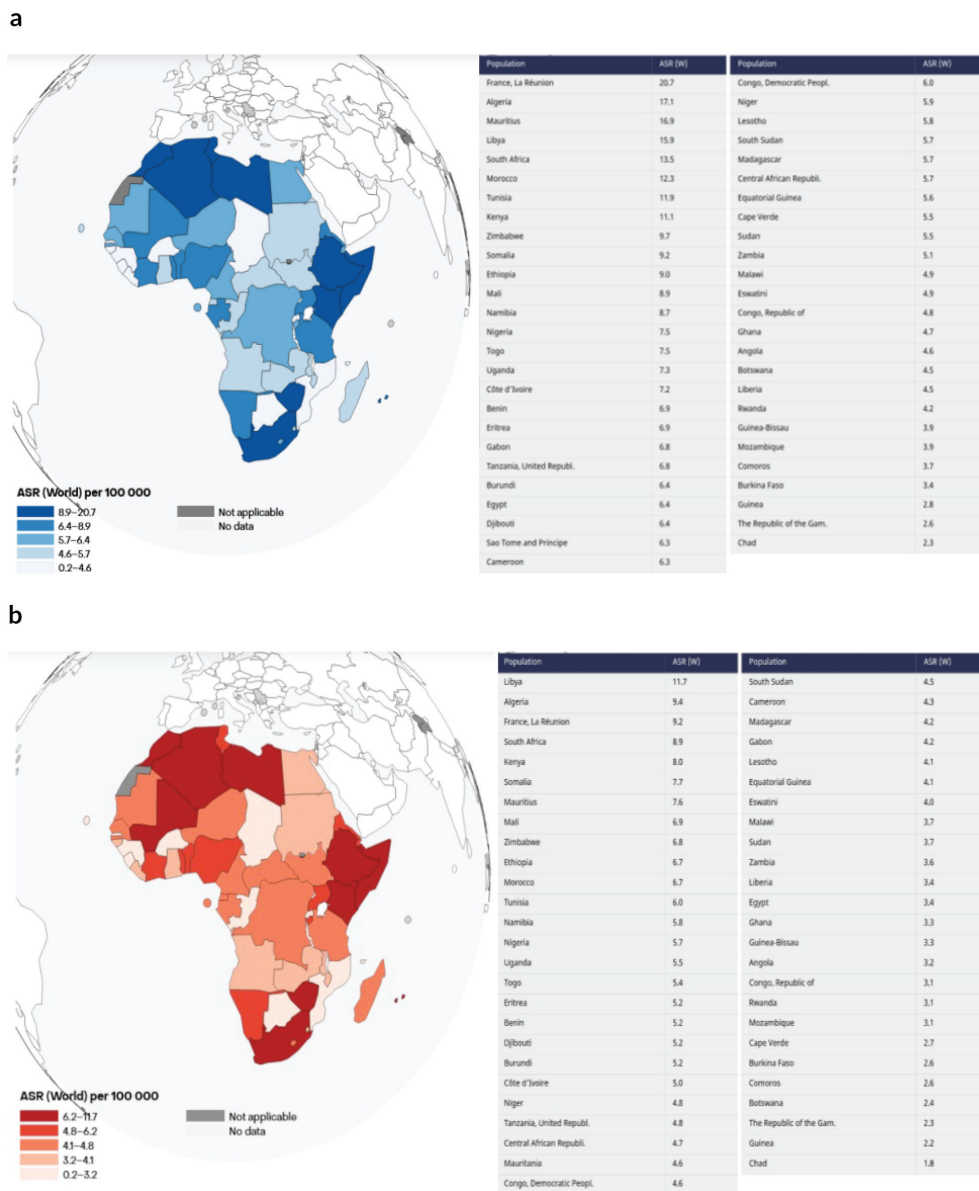 a
Population ASR (W) Population ASR (W)
France, La Réunion 20.7 Congo, Democratic Peopl. 6.0
Algeria 17.1 Niger 5.9
Mauritius 16.9 Lesotho 5.8
Libya 15.9 South Sudan 5.7
South Africa 13.5 Madagascar 5.7
Morocco 12.3 Central African Republi. 5.7
Tunisia 11.9 Equatorial Guinea 5.6
Kenya 11.1 Cape Verde 5.5
Zimbabwe 9.7 Sudan 5.5
Somalia 9.2 Zambia 5.1
Ethiopia 9.0 Malawi 4.9
Mali 8.9 Eswatini 4.9
Namibia 8.7 Congo, Republic of 4.8
Nigeria 7.5 Ghana 4.7
Togo 7.5 Angola 4.6
Uganda 7.3 Botswana 4.5
Côte d'Ivoire 7.2 Liberia 4.5
Benin 6.9 Rwanda 4.2
Eritrea 6.9 Guinea-Bissau 3.9
Gabon 6.8 Mozambique 3.9
Tanzania, United Republ. 6.8 Comoros 3.7
Burundi 6.4 Burkina Faso 3.4
Egypt 6.4 Guinea 2.8
Djibouti 6.4 The Republic of the Gam. 2.6
Sao Tome and Principe 6.3 Chad 2.3
Cameroon 6.3
ASR (World) per 100 000
8.9–20.7 Not applicable
6.4–8.9 No data
5.7–6.4
4.6–5.7
0.2–4.6
b
Population ASR (W) Population ASR (W)
Libya 11.7 South Sudan 4.5
Algeria 9.4 Cameroon 4.3
France, La Réunion 9.2 Madagascar 4.2
South Africa 8.9 Gabon 4.2
Kenya 8.0 Lesotho 4.1
Somalia 7.7 Equatorial Guinea 4.1
Mauritius 7.6 Eswatini 4.0
Mali 6.9 Malawi 3.7
Zimbabwe 6.8 Sudan 3.7
Ethiopia 6.7 Zambia 3.6
Morocco 6.7 Liberia 3.4
Tunisia 6.0 Egypt 3.4
Namibia 5.8 Ghana 3.3
Nigeria 5.7 Guinea-Bissau 3.3
Uganda 5.5 Angola 3.2
Togo 5.4 Congo, Republic of 3.1
Eritrea 5.2 Rwanda 3.1
Benin 5.2 Mozambique 3.1
Djibouti 5.2 Cape Verde 2.7
Burundi 5.2 Burkina Faso 2.6
Côte d'Ivoire 5.0 Comoros 2.6
Niger 4.8 Botswana 2.4
Tanzania, United Republ. 4.8 The Republic of the Gam. 2.3
Central African Republi. 4.7 Guinea 2.2
Mauritania 4.6 Chad 1.8
Congo, Democratic Peopl. 4.6
ASR (World) per 100 000
6.2–11.7 Not applicable
4.8–6.2 No data
4.1–4.8
3.2–4.1
0.2–3.2